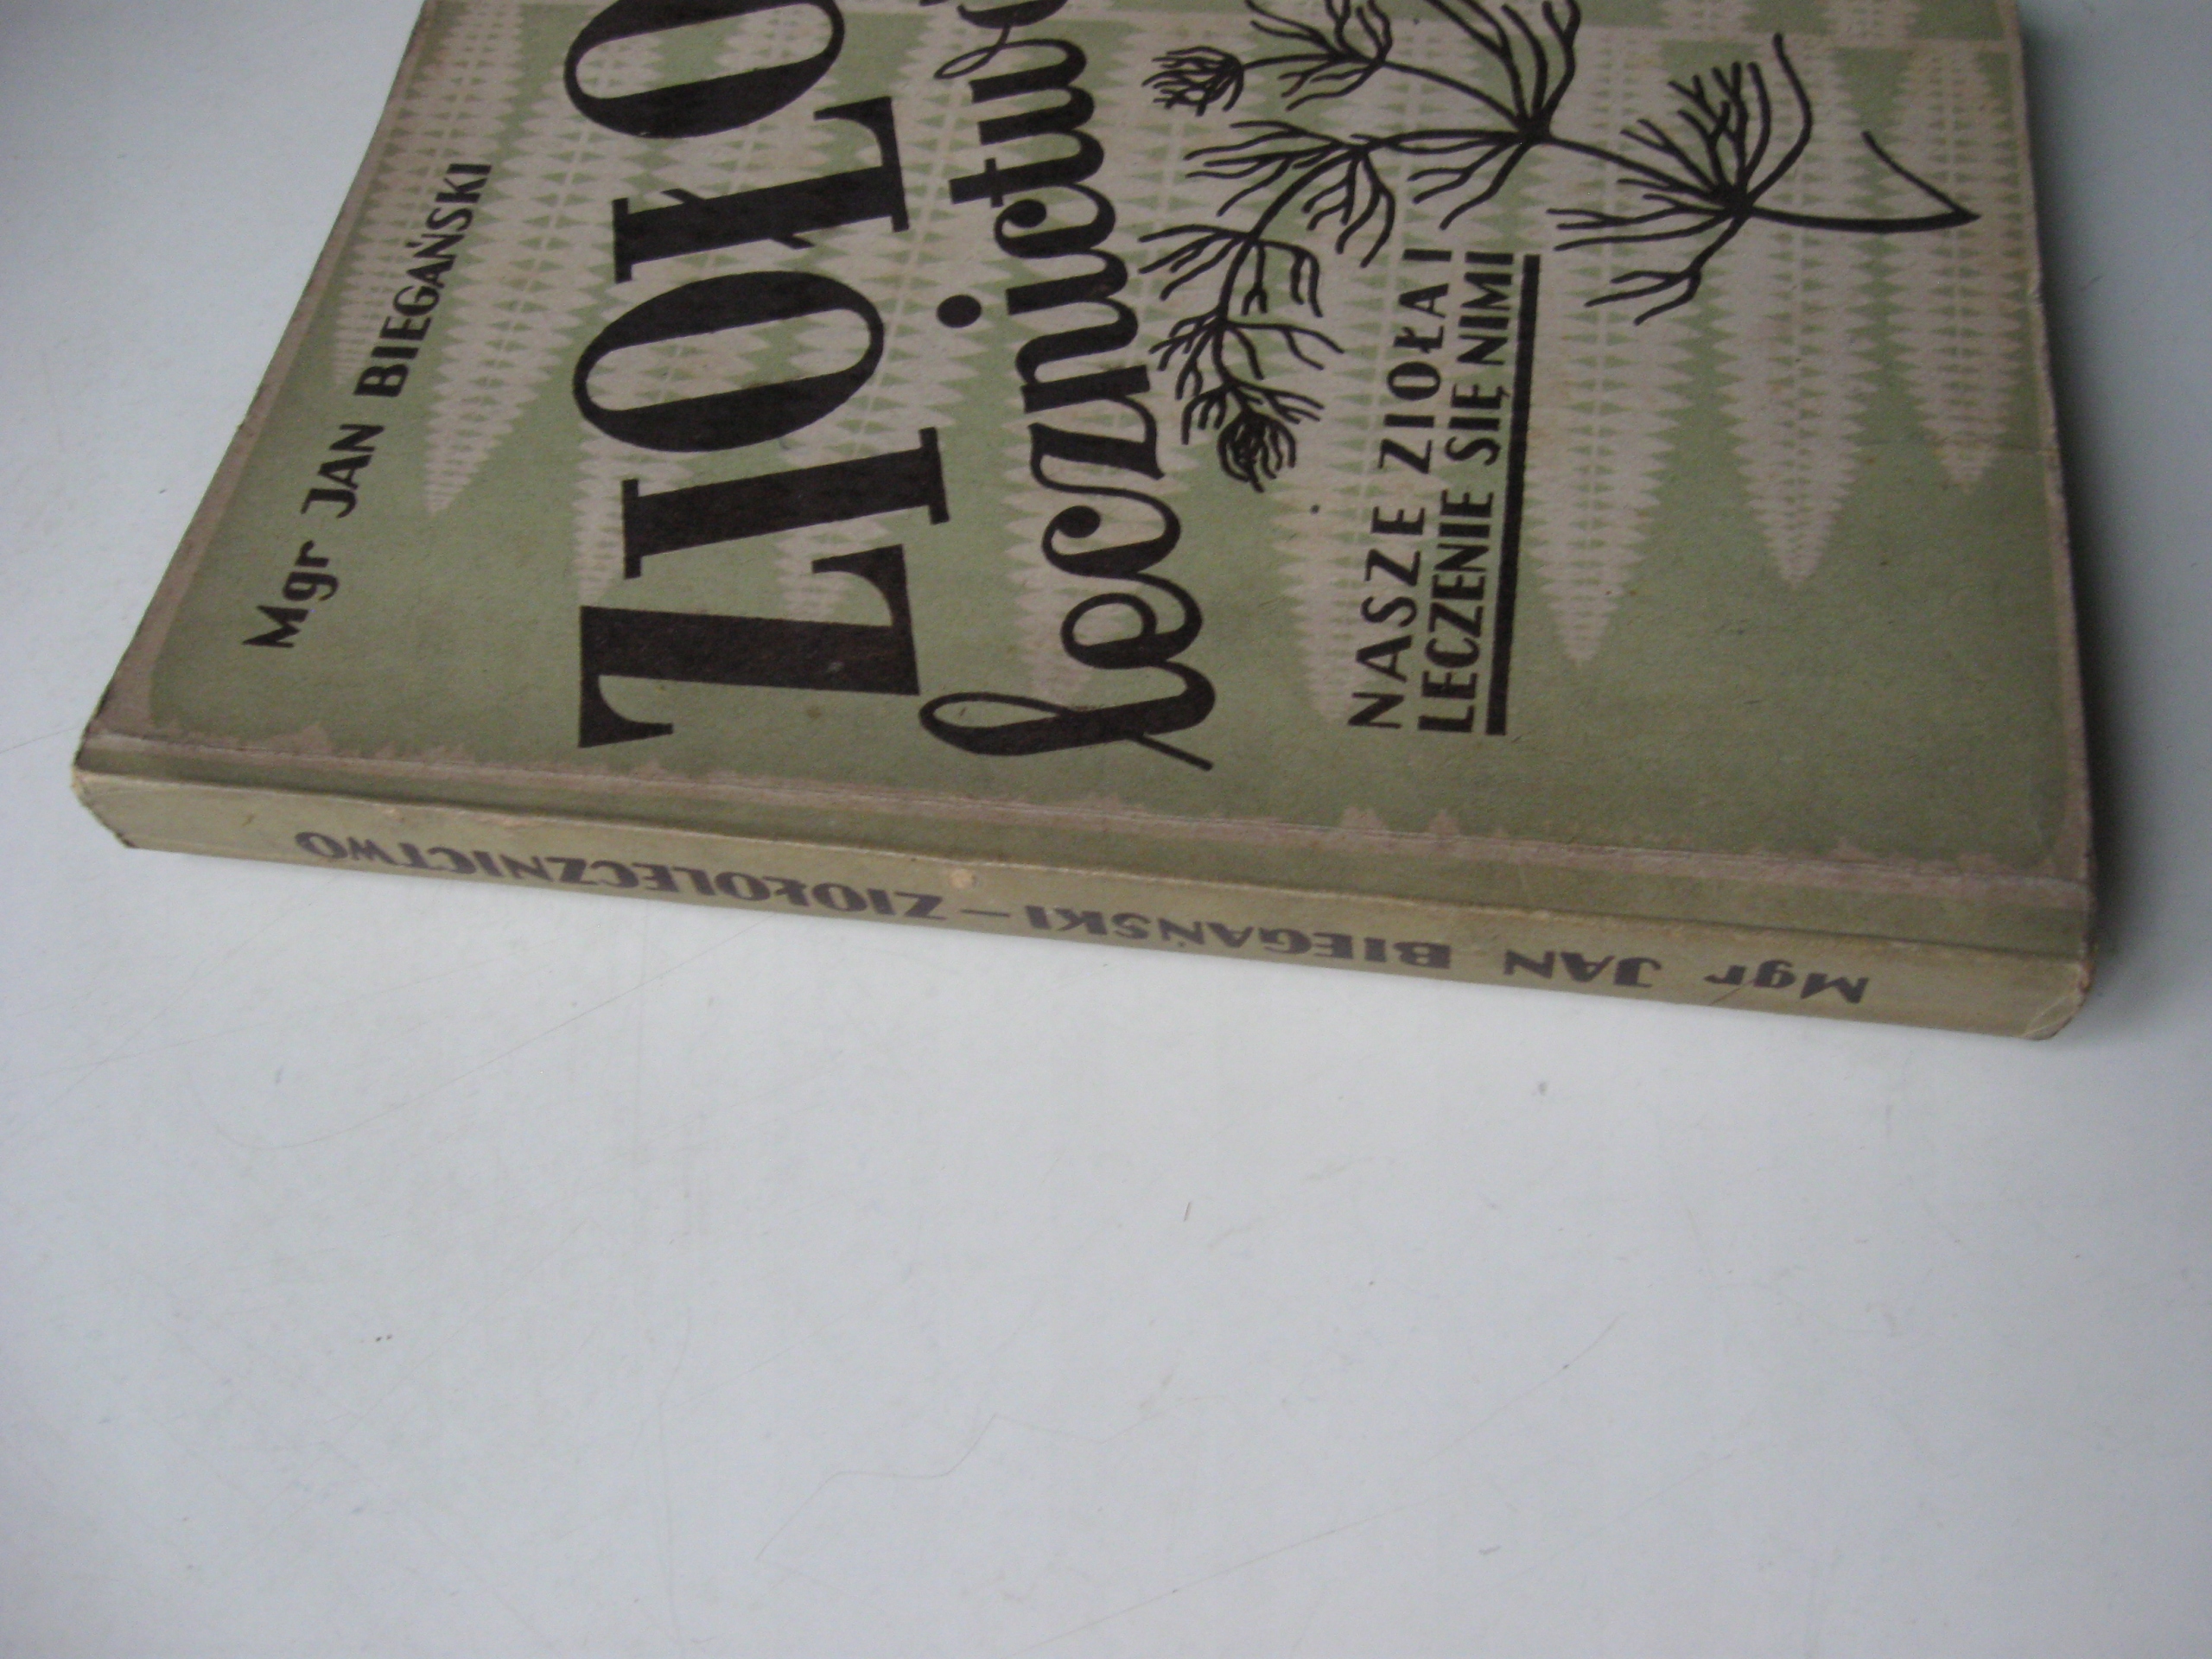 Mgr JAN BIEGAŃSKI
ZIOŁO
lecznictwo
NASZE ZIOŁA I
LECZENIE SIĘ NIMI
Mgr JAN BIEGAŃSKI – ZIOŁOLECZNICTWO